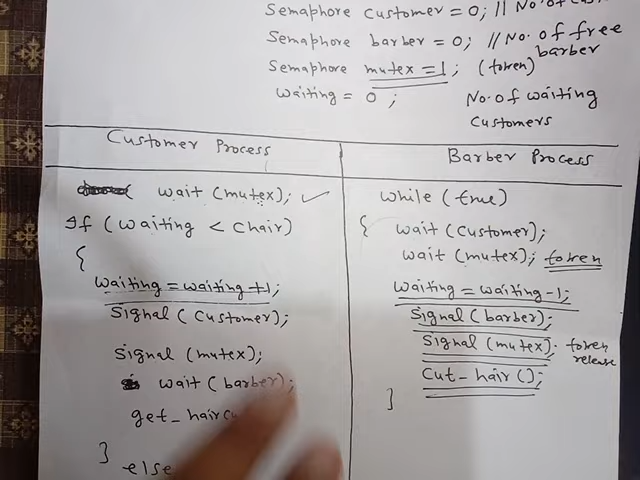 Semaphore customer = 0; // No. of
Semaphore barber = 0; // No. of free
barber
Semaphore mutex = 1; (token)
Waiting = 0; No. of waiting
Customers
Customer Process
wait (mutex); ✓
If (waiting < chair)
{
waiting = waiting + 1;
Signal (customer);
Signal (mutex);
wait (barber);
get_hair
}
else
Barber Process
while (true)
{ wait (customer);
wait (mutex); token
Waiting = waiting - 1;
Signal (barber);
Signal (mutex). token
release
Cut_hair ();
}